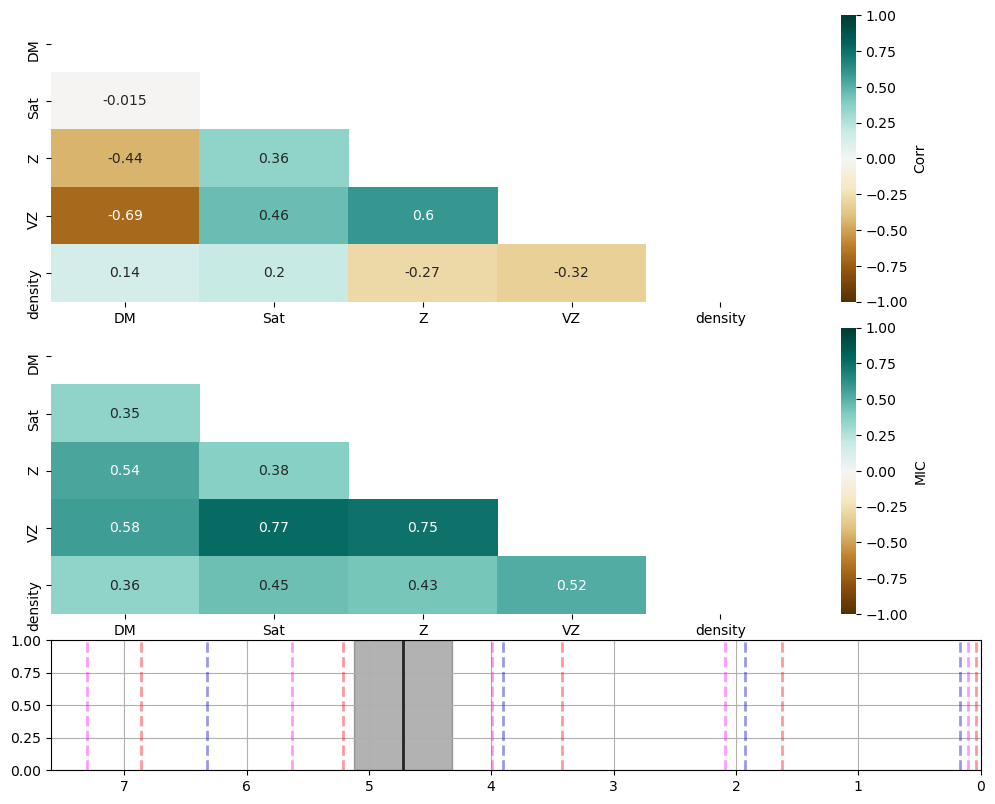 1.00
DM
0.75
Sat
-0.015
0.50
0.25
Z
-0.44
0.36
0.00
Corr
−0.25
VZ
-0.69
0.46
0.6
−0.50
density
0.14
0.2
-0.27
-0.32
−0.75
−1.00
DM
Sat
Z
VZ
density
1.00
DM
0.75
Sat
0.35
0.50
0.25
Z
0.54
0.38
0.00
MIC
−0.25
VZ
0.58
0.77
0.75
−0.50
density
0.36
0.45
0.43
0.52
−0.75
−1.00
DM
Sat
Z
VZ
density
1.00
0.75
0.50
0.25
0.00
7
6
5
4
3
2
1
0